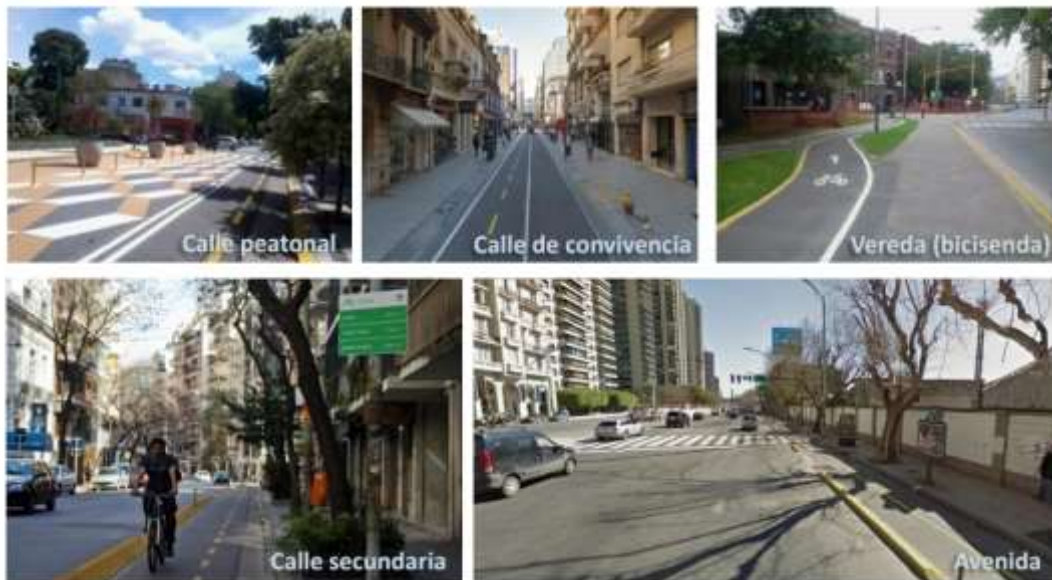 Calle peatonal
Calle de convivencia
Vereda (bicisenda)
Calle secundaria
Avenida